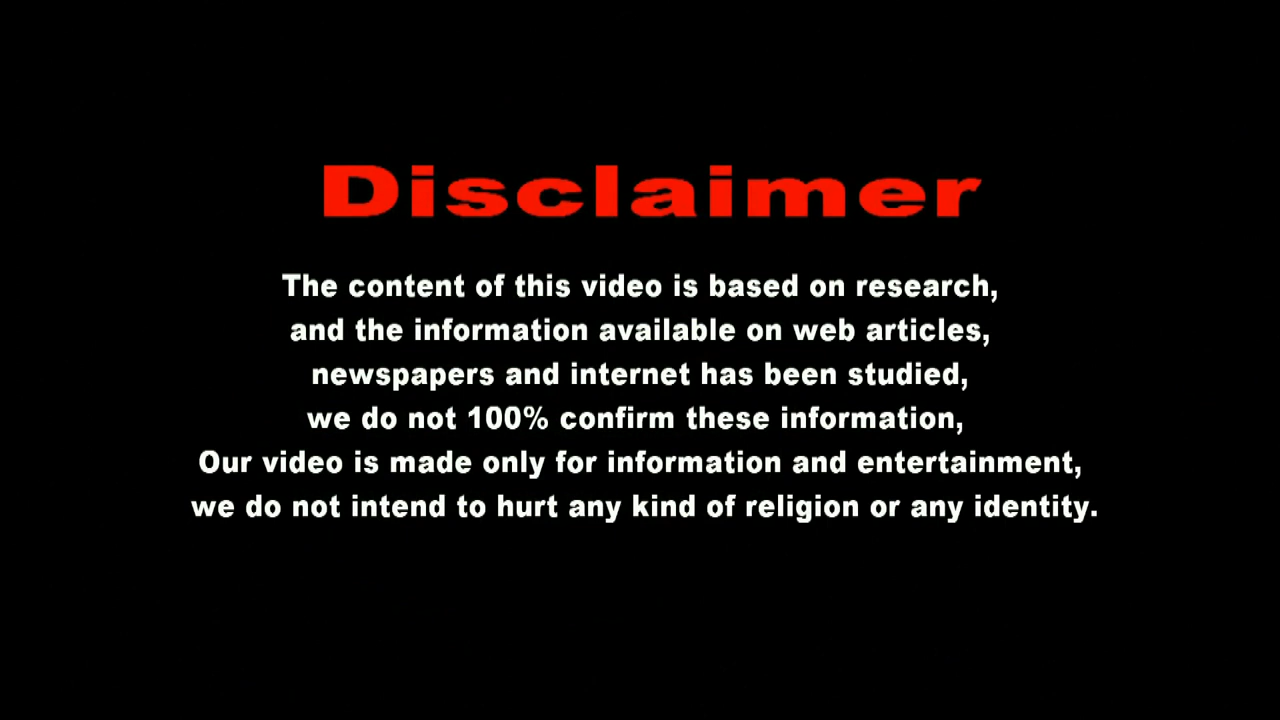 Disclaimer
The content of this video is based on research,
and the information available on web articles,
newspapers and internet has been studied,
we do not 100% confirm these information,
Our video is made only for information and entertainment,
we do not intend to hurt any kind of religion or any identity.